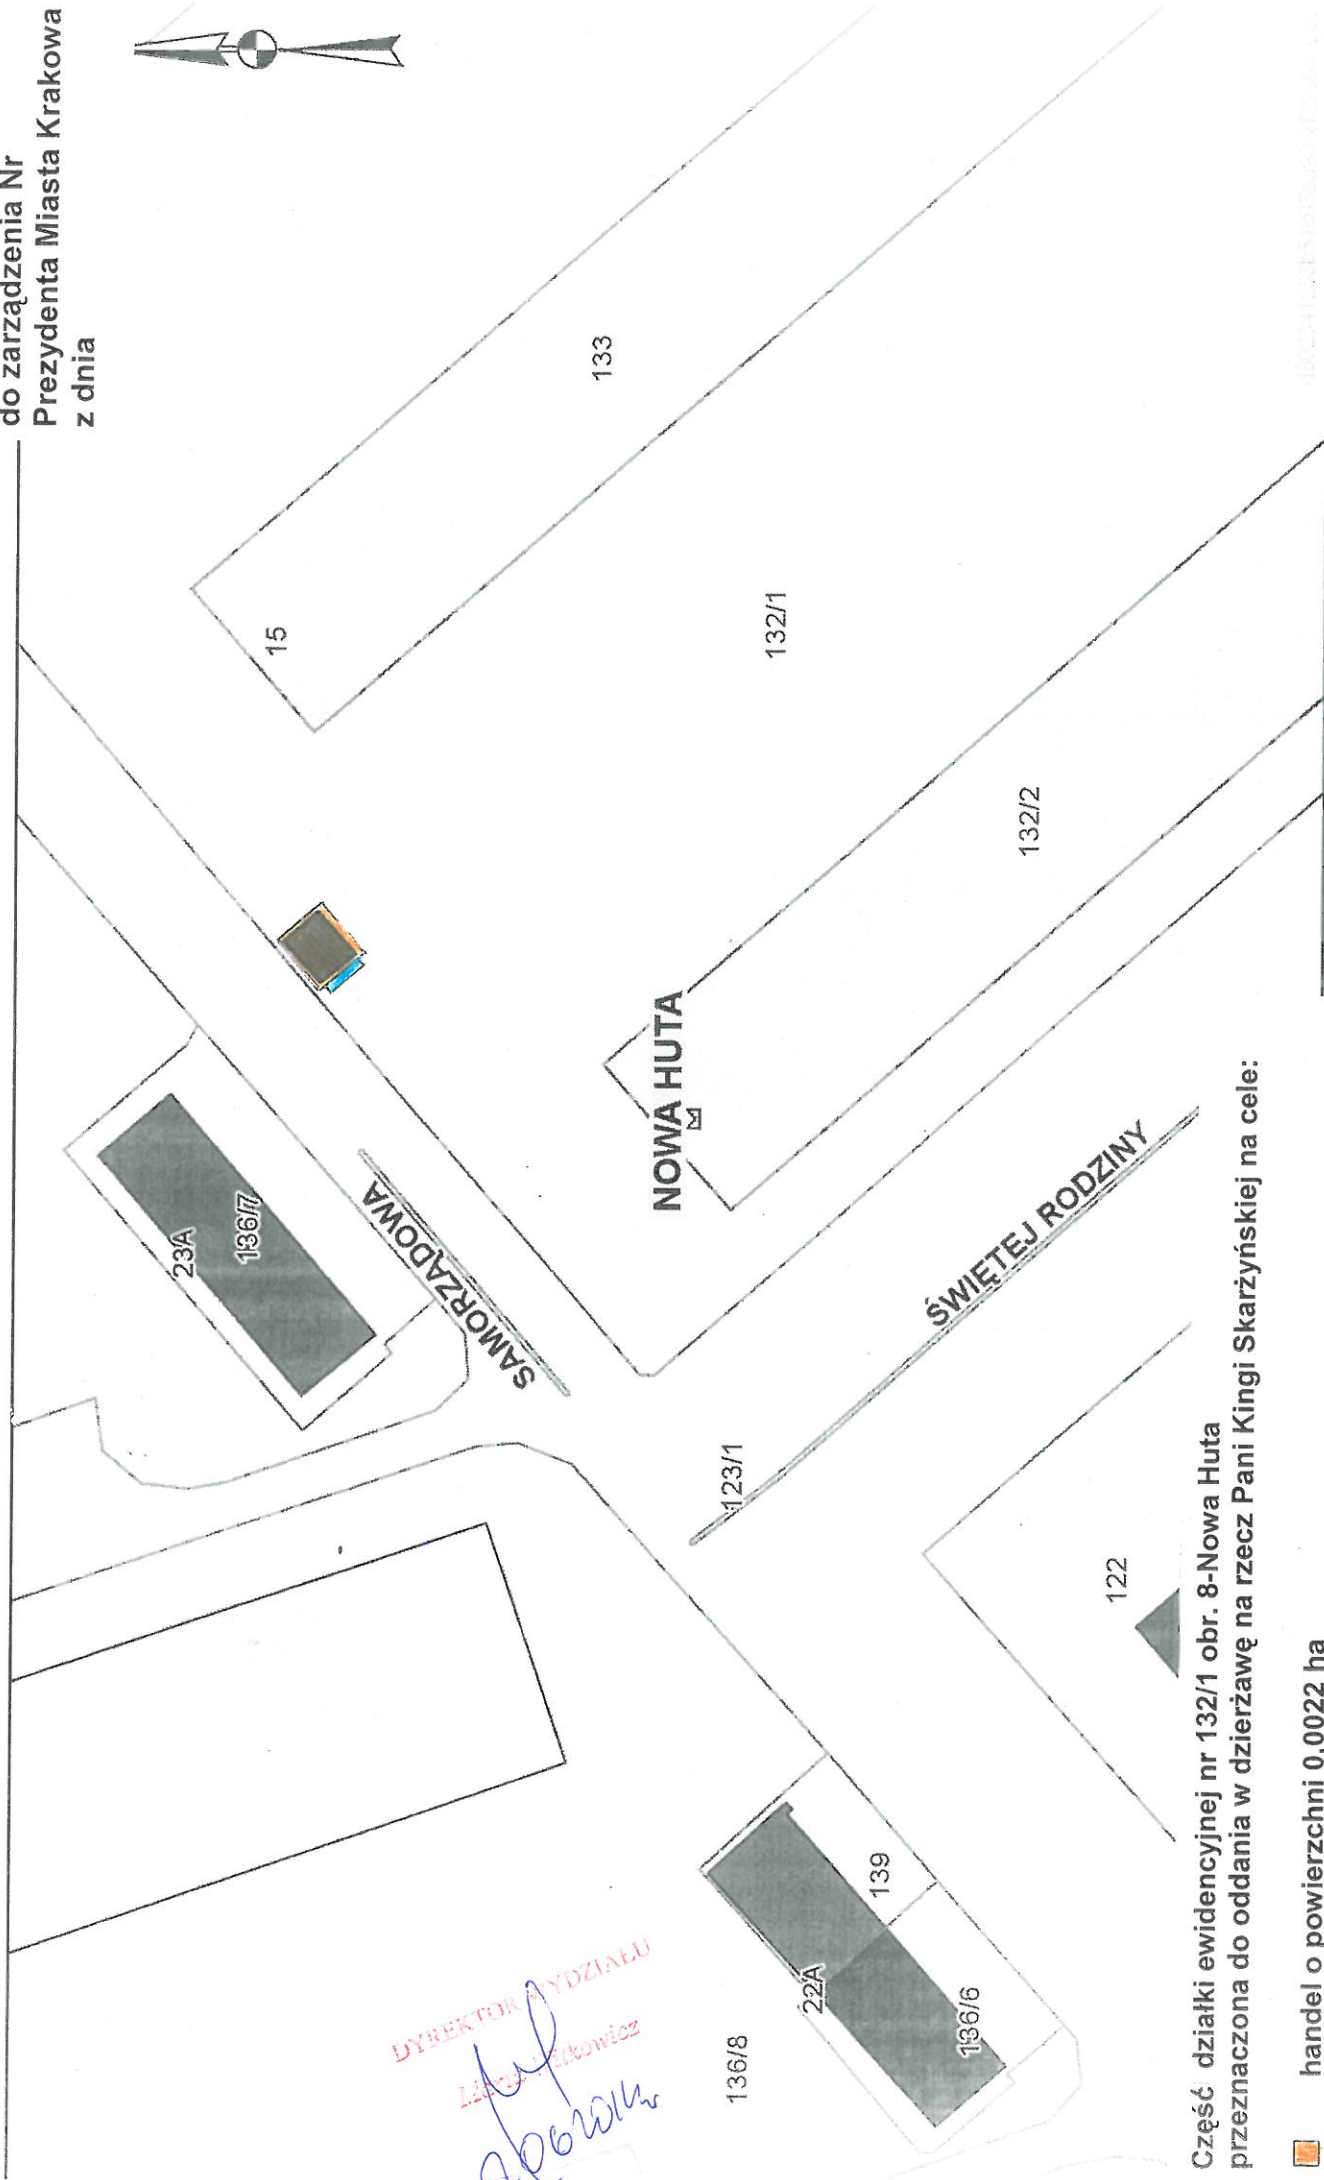 do zarządzenia Nr
Prezydenta Miasta Krakowa
z dnia
15
133
132/1
132/2
23A
136/7
SAMORZĄDOWA
NOWA HUTA
ŚWIĘTEJ RODZINY
123/1
122
139
22A
136/6
136/8
DYREKTOR WYDZIAŁU
Część działki ewidencyjnej nr 132/1 obr. 8-Nowa Huta
przeznaczona do oddania w dzierżawę na rzecz Pani Kingi Skarżyńskiej na cele:
handel o powierzchni 0.0022 ha